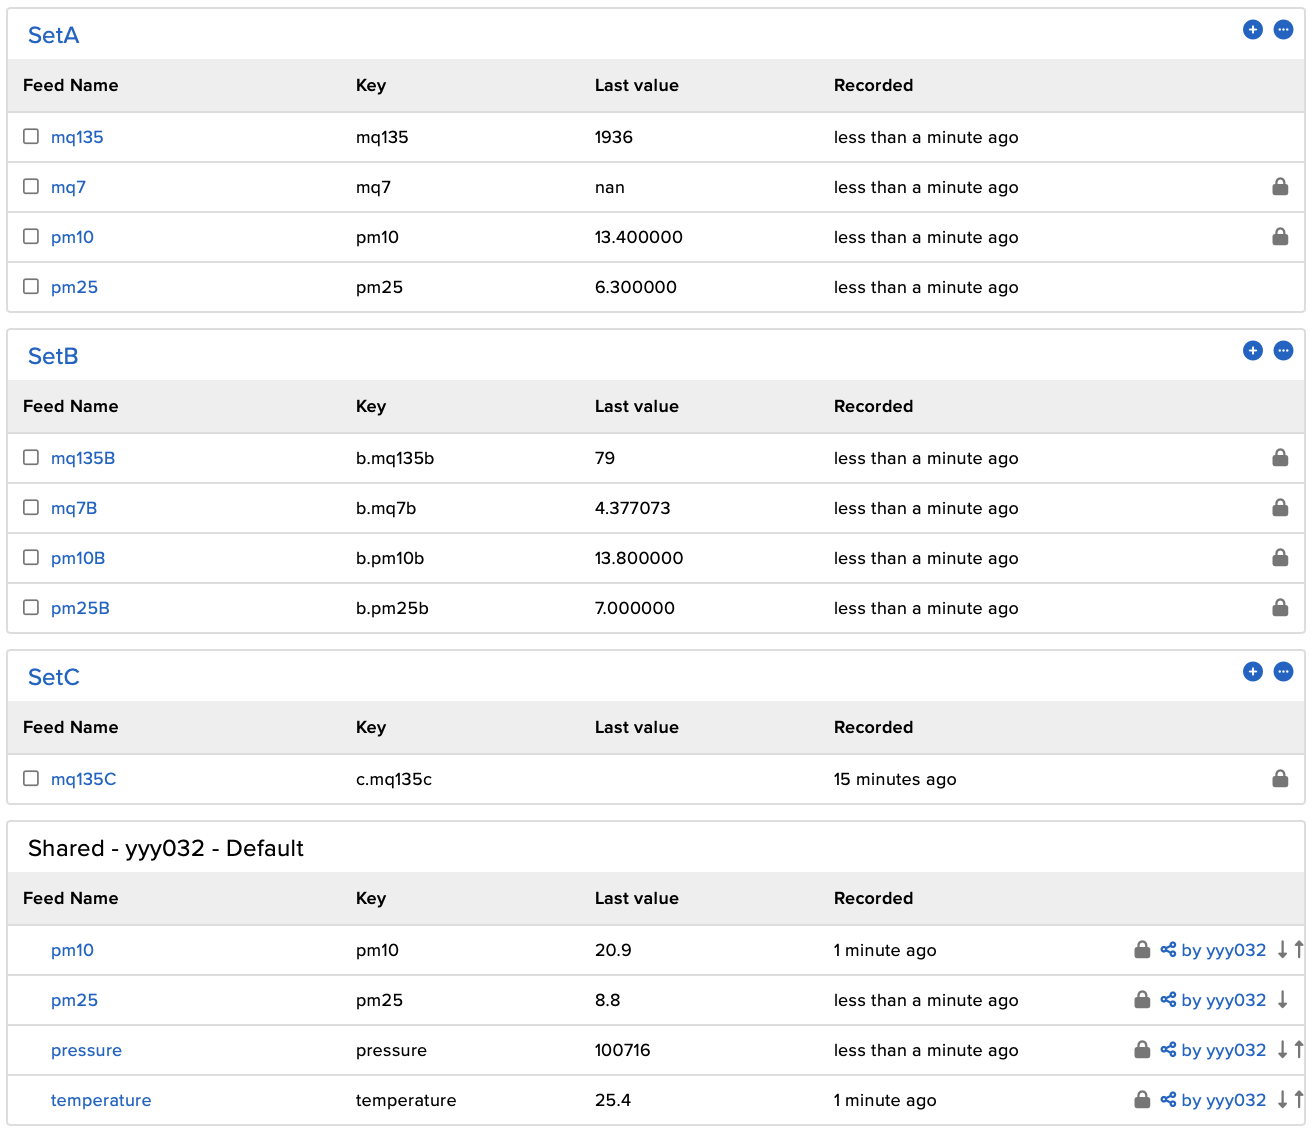 SetA
Feed Name Key Last value Recorded
mq135 mq135 1936 less than a minute ago
mq7 mq7 nan less than a minute ago
pm10 pm10 13.400000 less than a minute ago
pm25 pm25 6.300000 less than a minute ago
SetB
Feed Name Key Last value Recorded
mq135B b.mq135b 79 less than a minute ago
mq7B b.mq7b 4.377073 less than a minute ago
pm10B b.pm10b 13.800000 less than a minute ago
pm25B b.pm25b 7.000000 less than a minute ago
SetC
Feed Name Key Last value Recorded
mq135C c.mq135c 15 minutes ago
Shared - yyy032 - Default
Feed Name Key Last value Recorded
pm10 pm10 20.9 1 minute ago by yyy032
pm25 pm25 8.8 less than a minute ago by yyy032
pressure pressure 100716 less than a minute ago by yyy032
temperature temperature 25.4 1 minute ago by yyy032